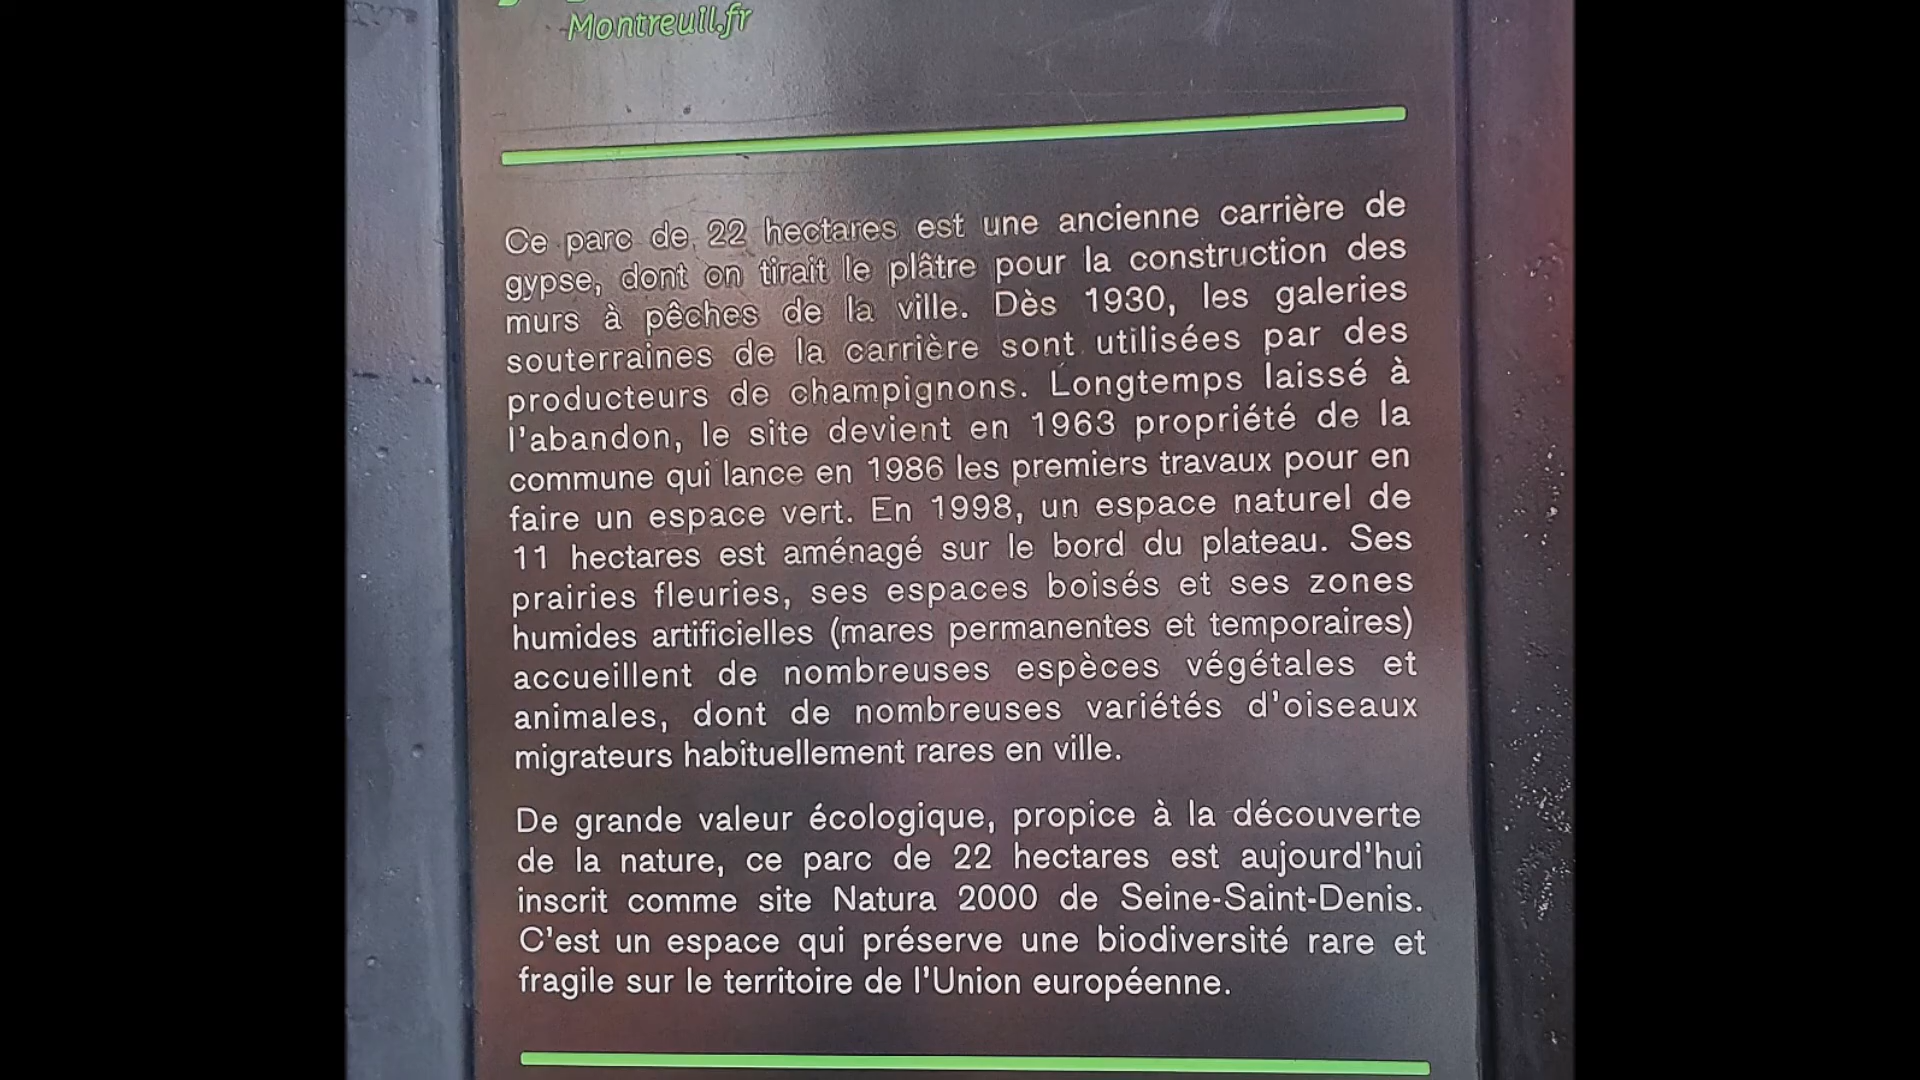 Montreuil.fr
Ce parc de 22 hectares est une ancienne carrière de
gypse, dont on tirait le plâtre pour la construction des
murs à pêches de la ville. Dès 1930, les galeries
souterraines de la carrière sont utilisées par des
producteurs de champignons. Longtemps laissé à
l'abandon, le site devient en 1963 propriété de la
commune qui lance en 1986 les premiers travaux pour en
faire un espace vert. En 1998, un espace naturel de
11 hectares est aménagé sur le bord du plateau. Ses
prairies fleuries, ses espaces boisés et ses zones
humides artificielles (mares permanentes et temporaires)
accueillent de nombreuses espèces végétales et
animales, dont de nombreuses variétés d'oiseaux
migrateurs habituellement rares en ville.
De grande valeur écologique, propice à la découverte
de la nature, ce parc de 22 hectares est aujourd'hui
inscrit comme site Natura 2000 de Seine-Saint-Denis.
C'est un espace qui préserve une biodiversité rare et
fragile sur le territoire de l'Union européenne.